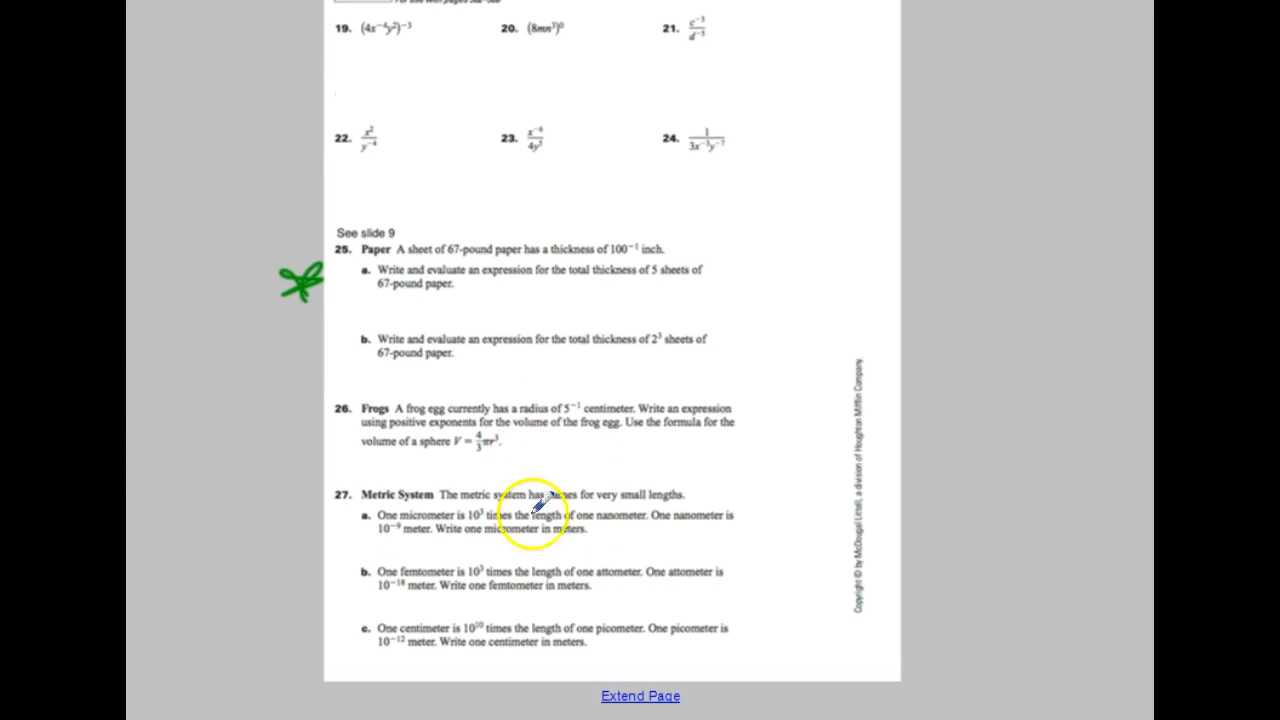 For use with pages
19. (4x⁻⁴y²)⁻³ 20. (8mn³)⁰ 21. c⁻³/d⁻⁵
22. x²/y⁻⁴ 23. x⁻⁶/4y⁵ 24. 1/3x⁻³y⁻⁷
See slide 9
25. Paper A sheet of 67-pound paper has a thickness of 100⁻¹ inch.
a. Write and evaluate an expression for the total thickness of 5 sheets of
67-pound paper.
b. Write and evaluate an expression for the total thickness of 2³ sheets of
67-pound paper.
26. Frogs A frog egg currently has a radius of 5⁻¹ centimeter. Write an expression
using positive exponents for the volume of the frog egg. Use the formula for the
volume of a sphere V = 4/3πr³.
27. Metric System The metric system has names for very small lengths.
a. One micrometer is 10³ times the length of one nanometer. One nanometer is
10⁻⁹ meter. Write one micrometer in meters.
b. One femtometer is 10³ times the length of one attometer. One attometer is
10⁻¹⁸ meter. Write one femtometer in meters.
c. One centimeter is 10¹⁰ times the length of one picometer. One picometer is
10⁻¹² meter. Write one centimeter in meters.
Copyright © by McDougal Littell, a division of Houghton Mifflin Company.
Extend Page